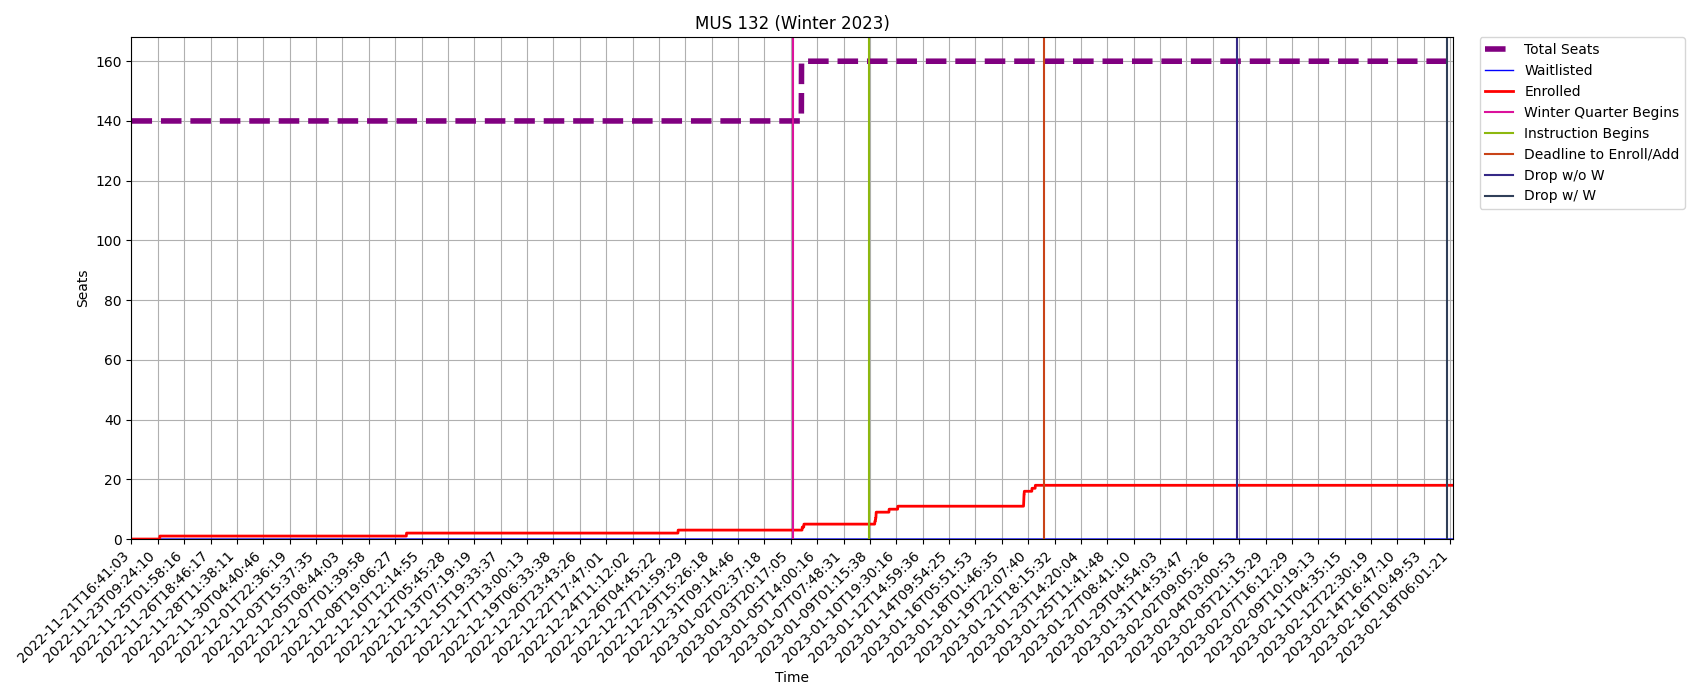 MUS 132 (Winter 2023)
160
140
120
100
80
60
40
20
0
Seats
Total Seats
Waitlisted
Enrolled
Winter Quarter Begins
Instruction Begins
Deadline to Enroll/Add
Drop w/o W
Drop w/ W
2022-11-21T16:41:03
2022-11-23T09:24:10
2022-11-25T01:58:16
2022-11-26T18:46:17
2022-11-28T11:38:11
2022-11-30T04:40:46
2022-12-01T22:36:19
2022-12-03T15:37:35
2022-12-05T08:44:03
2022-12-07T01:39:58
2022-12-08T19:06:27
2022-12-10T12:14:55
2022-12-12T05:45:28
2022-12-13T07:19:19
2022-12-15T19:33:37
2022-12-17T13:00:13
2022-12-19T06:33:38
2022-12-20T23:43:26
2022-12-22T17:47:01
2022-12-24T11:12:02
2022-12-26T04:45:22
2022-12-27T21:59:29
2022-12-29T15:26:18
2022-12-31T09:14:46
2023-01-02T02:37:18
2023-01-03T20:17:05
2023-01-05T14:00:16
2023-01-07T07:48:31
2023-01-09T01:15:38
2023-01-10T19:30:16
2023-01-12T14:59:36
2023-01-14T09:54:25
2023-01-16T05:51:53
2023-01-18T01:46:35
2023-01-19T22:07:40
2023-01-21T18:15:32
2023-01-23T14:20:04
2023-01-25T11:41:48
2023-01-27T08:41:10
2023-01-29T04:54:03
2023-01-31T14:53:47
2023-02-02T09:05:26
2023-02-04T03:00:53
2023-02-05T21:15:29
2023-02-07T16:12:29
2023-02-09T10:19:13
2023-02-11T04:35:15
2023-02-12T22:30:19
2023-02-14T16:47:10
2023-02-16T10:49:53
2023-02-18T06:01:21
Time